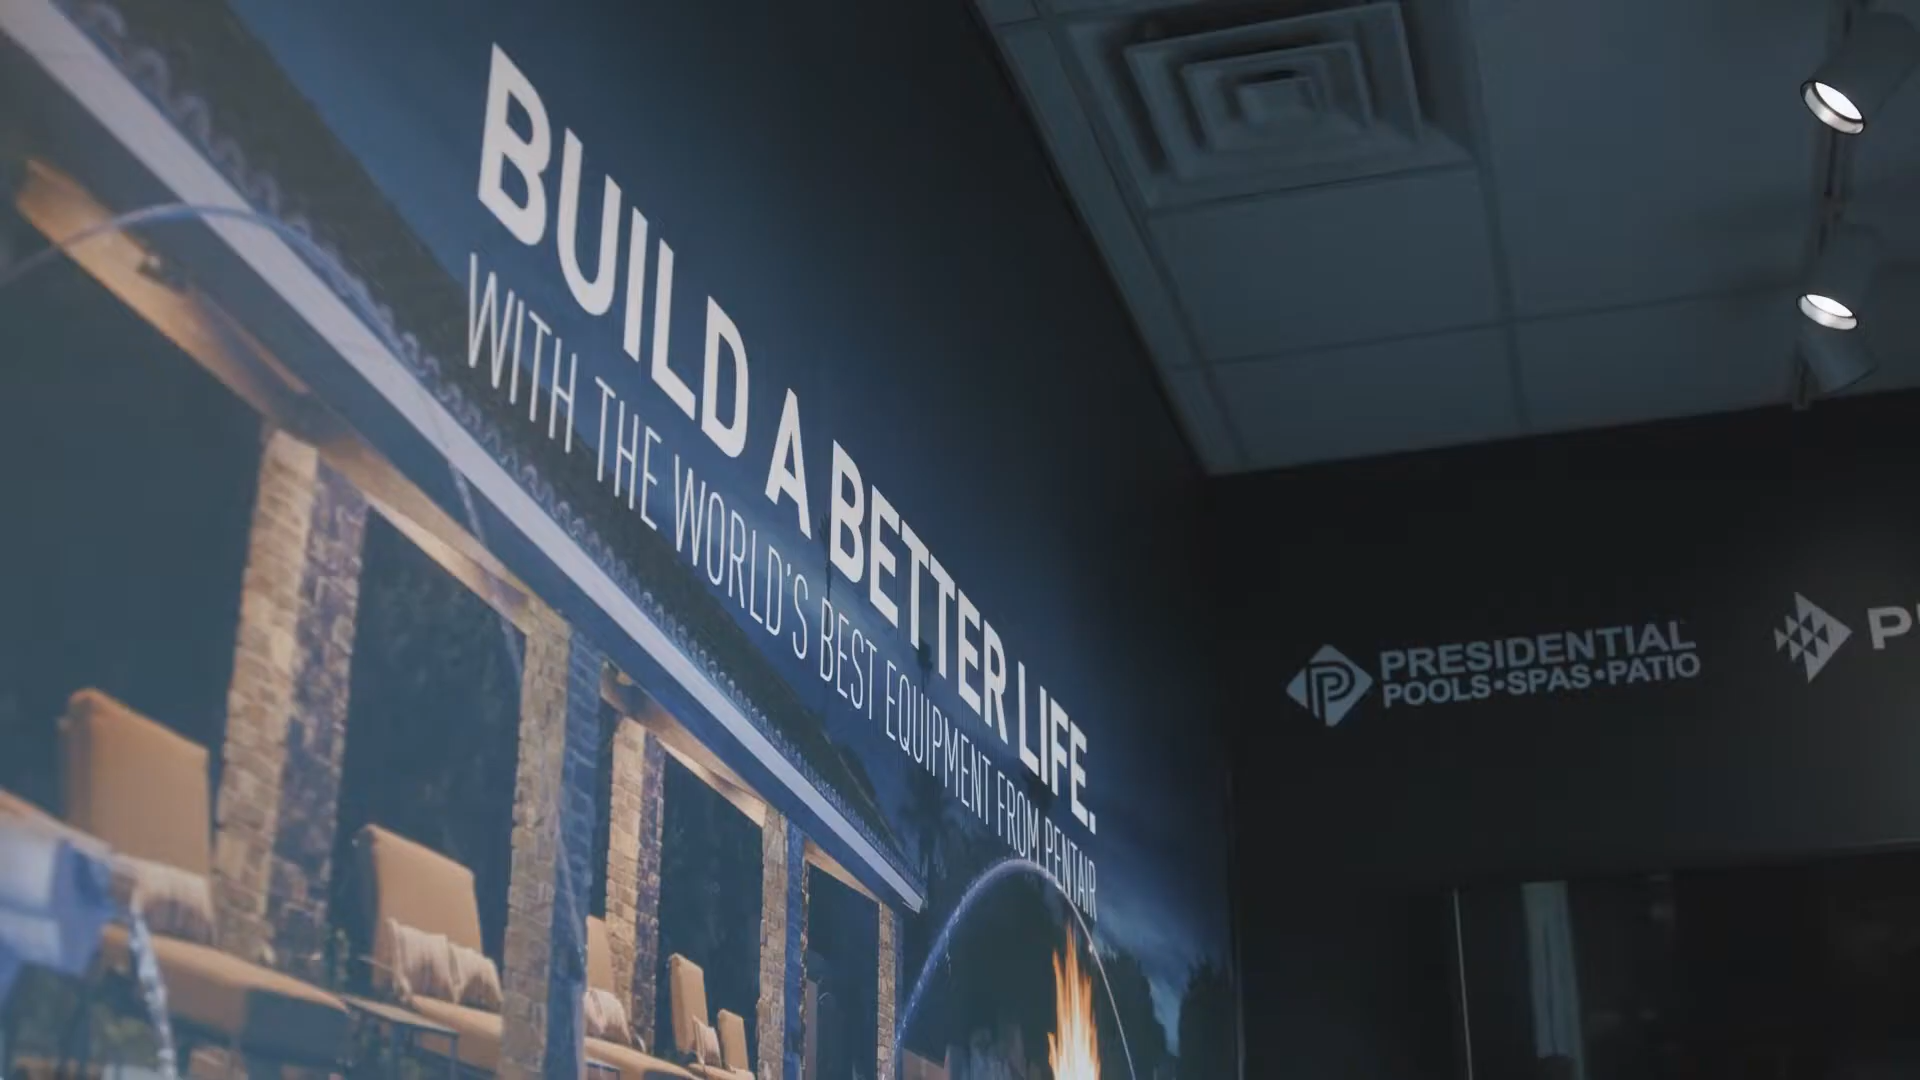 BUILD A BETTER LIFE.
WITH THE WORLD'S BEST EQUIPMENT FROM PENTAIR
PRESIDENTIAL
POOLS•SPAS•PATIO